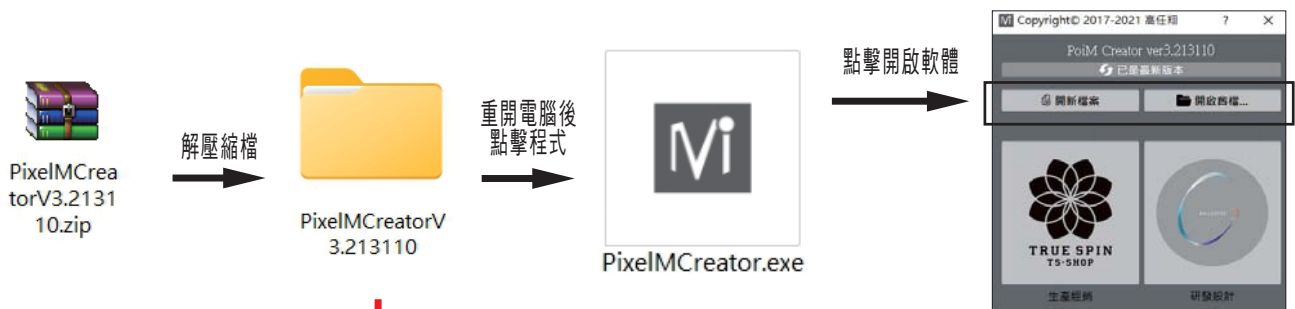 PixelMCrea
torV3.2131
10.zip
解壓縮檔
PixelMCreatorV
3.213110
重開電腦後
點擊程式
Mi
PixelMCreator.exe
點擊開啟軟體
Mi Copyright© 2017-2021 高任翔 ? ×
PoiM Creator ver3.213110
已是最新版本
開新檔案 開啟舊檔...
TRUE SPIN
TS-SHOP
生產經銷 研發設計